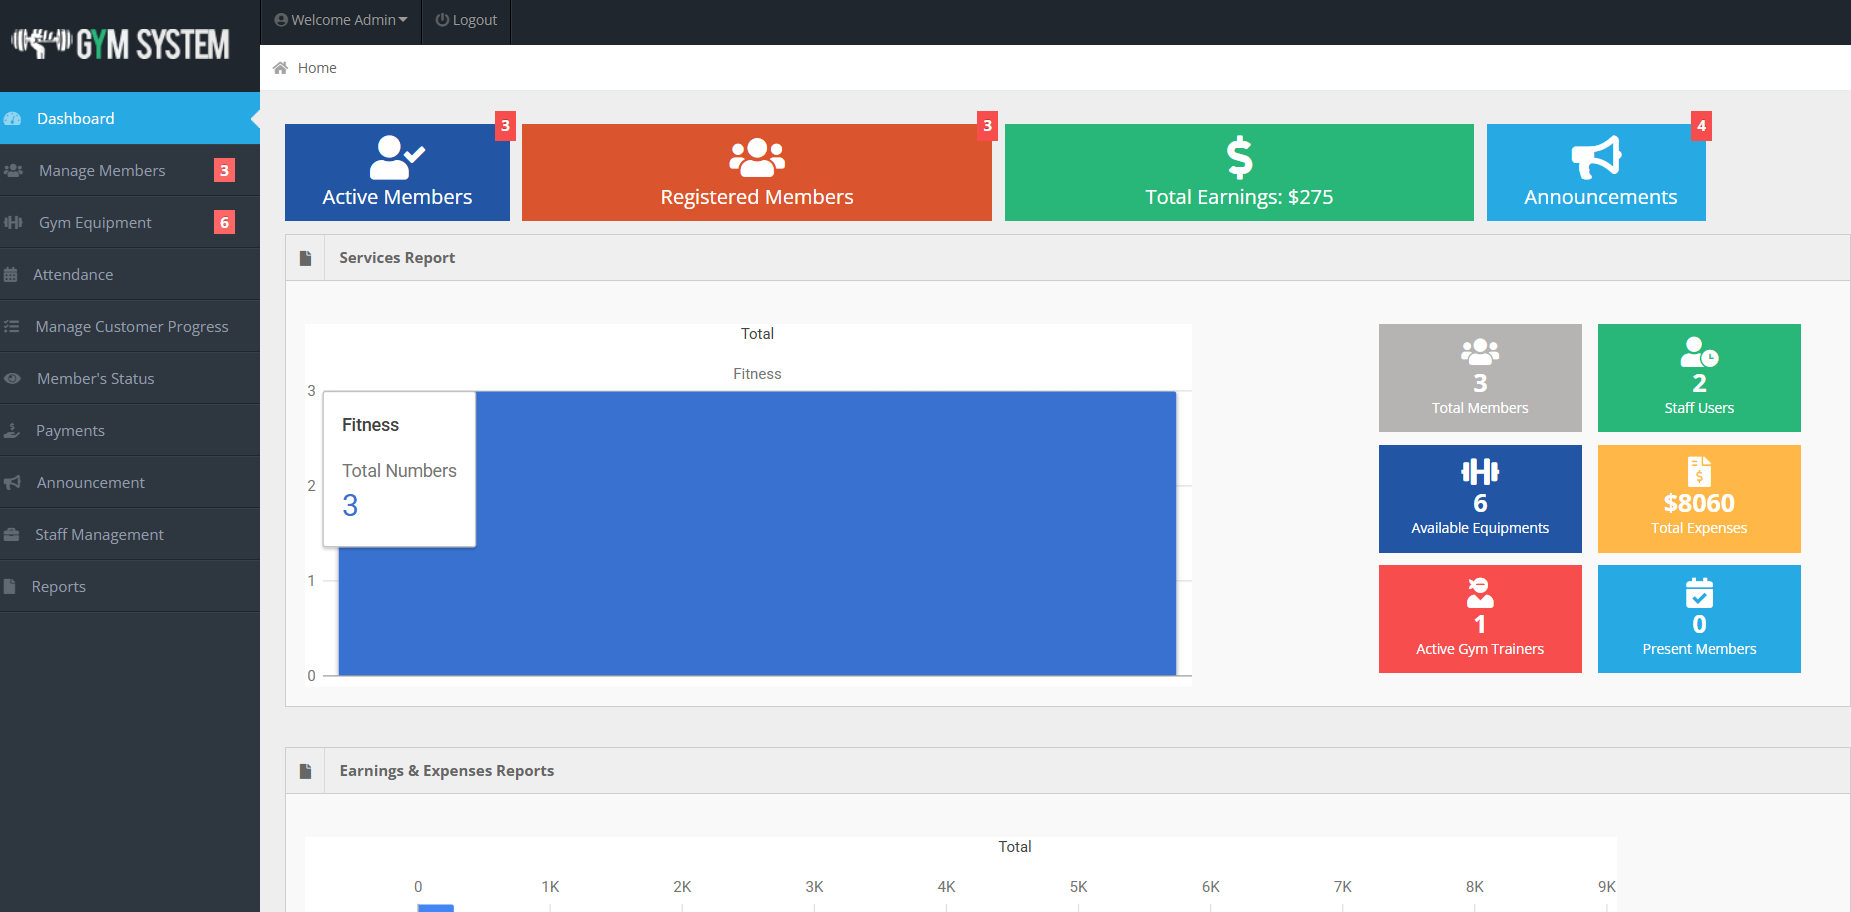 GYM SYSTEM
Welcome Admin
Logout
Home
Dashboard
Manage Members
3
Gym Equipment
6
Attendance
Manage Customer Progress
Member's Status
Payments
Announcement
Staff Management
Reports
3
Active Members
3
Registered Members
Total Earnings: $275
4
Announcements
Services Report
Total
Fitness
3
2
1
0
Fitness
Total Numbers
3
3
Total Members
2
Staff Users
6
Available Equipments
$8060
Total Expenses
1
Active Gym Trainers
0
Present Members
Earnings & Expenses Reports
Total
0 1K 2K 3K 4K 5K 6K 7K 8K 9K